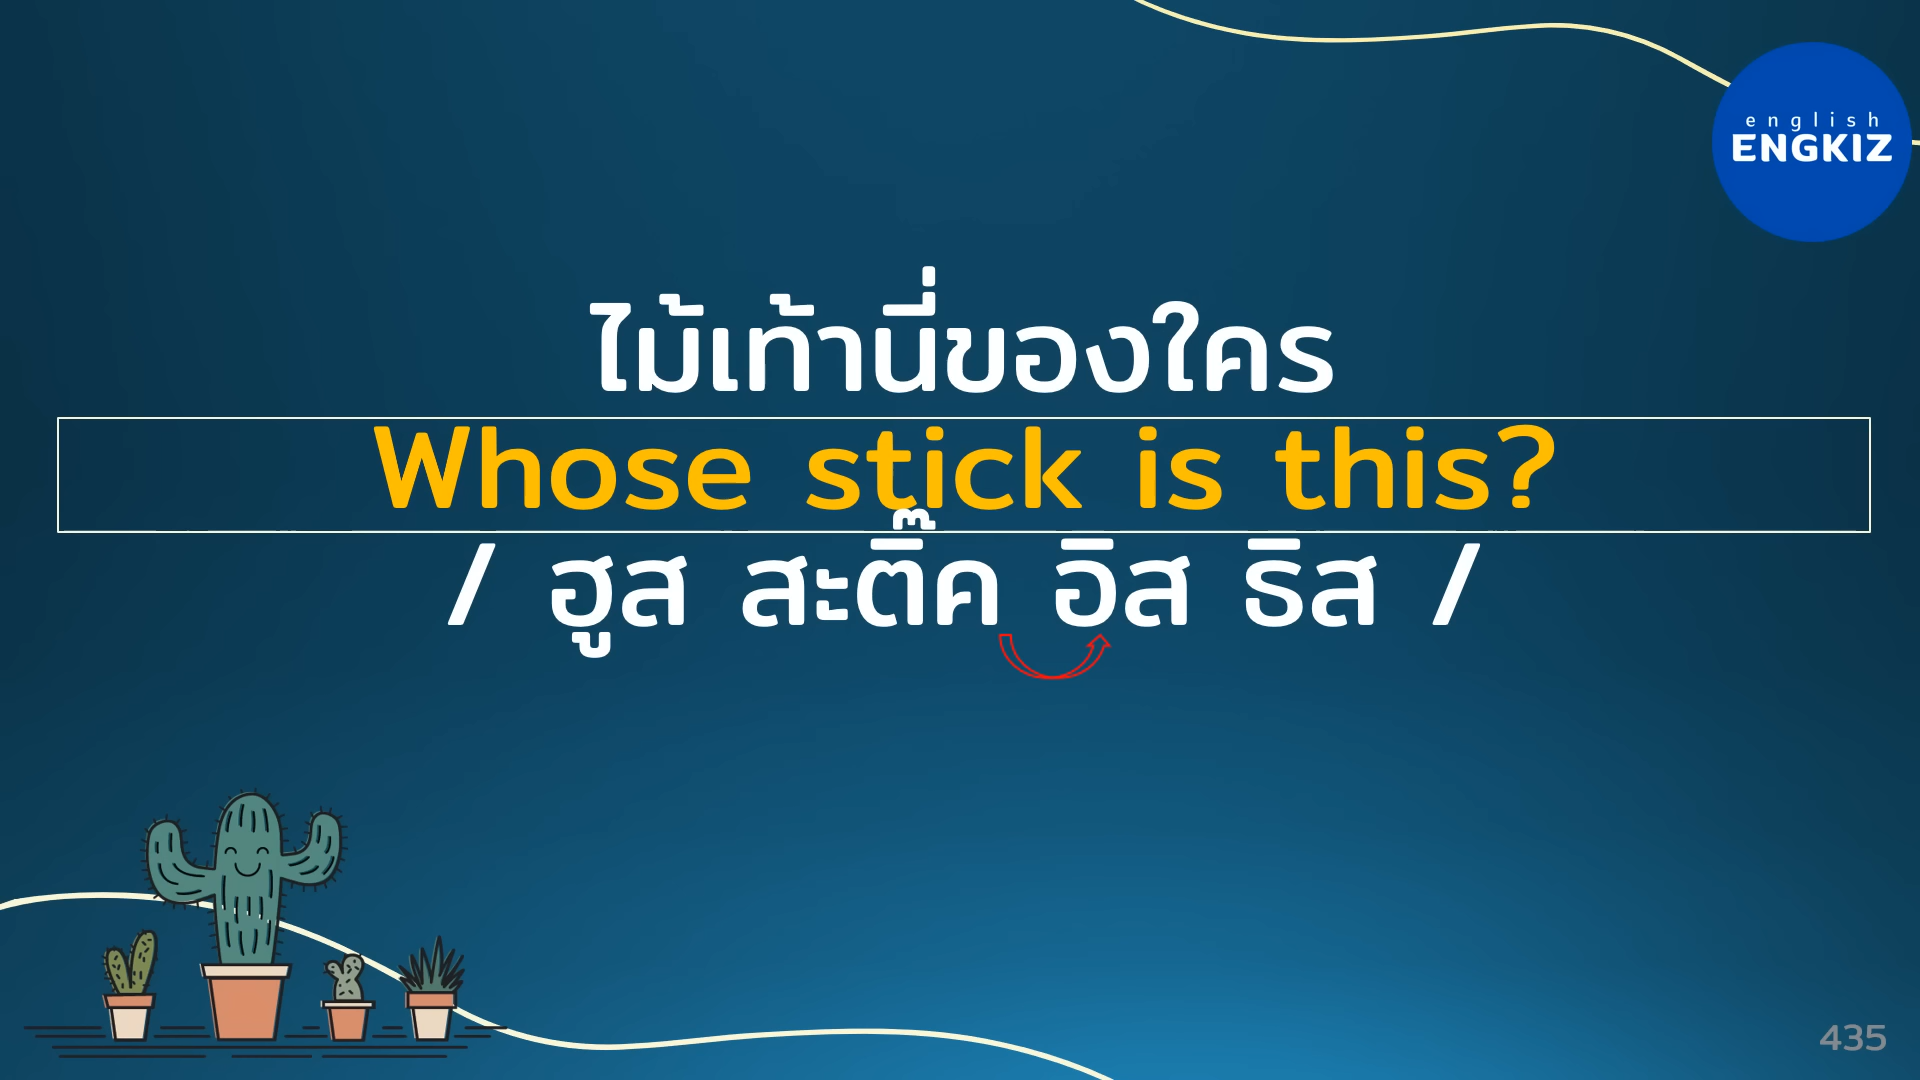 english
ENGKIZ
ไม้เท้านี่ของใคร
Whose stick is this?
/ ฮูส สะติ๊ค อิส ธิส /
435